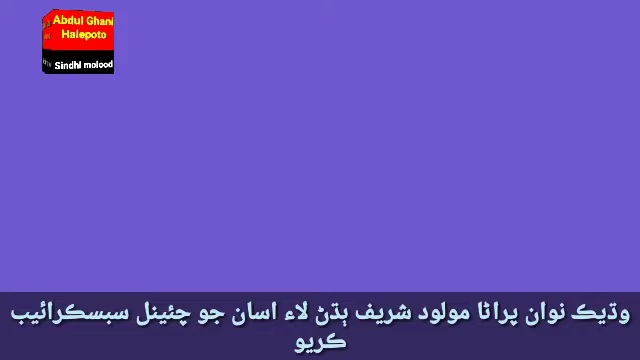 Abdul Ghani
Halepoto
Sindhi molood
وڌيڪ نوان پراڻا مولود شريف ٻڌڻ لاءِ اسان جو چئينل سبسڪرائيب
ڪريو